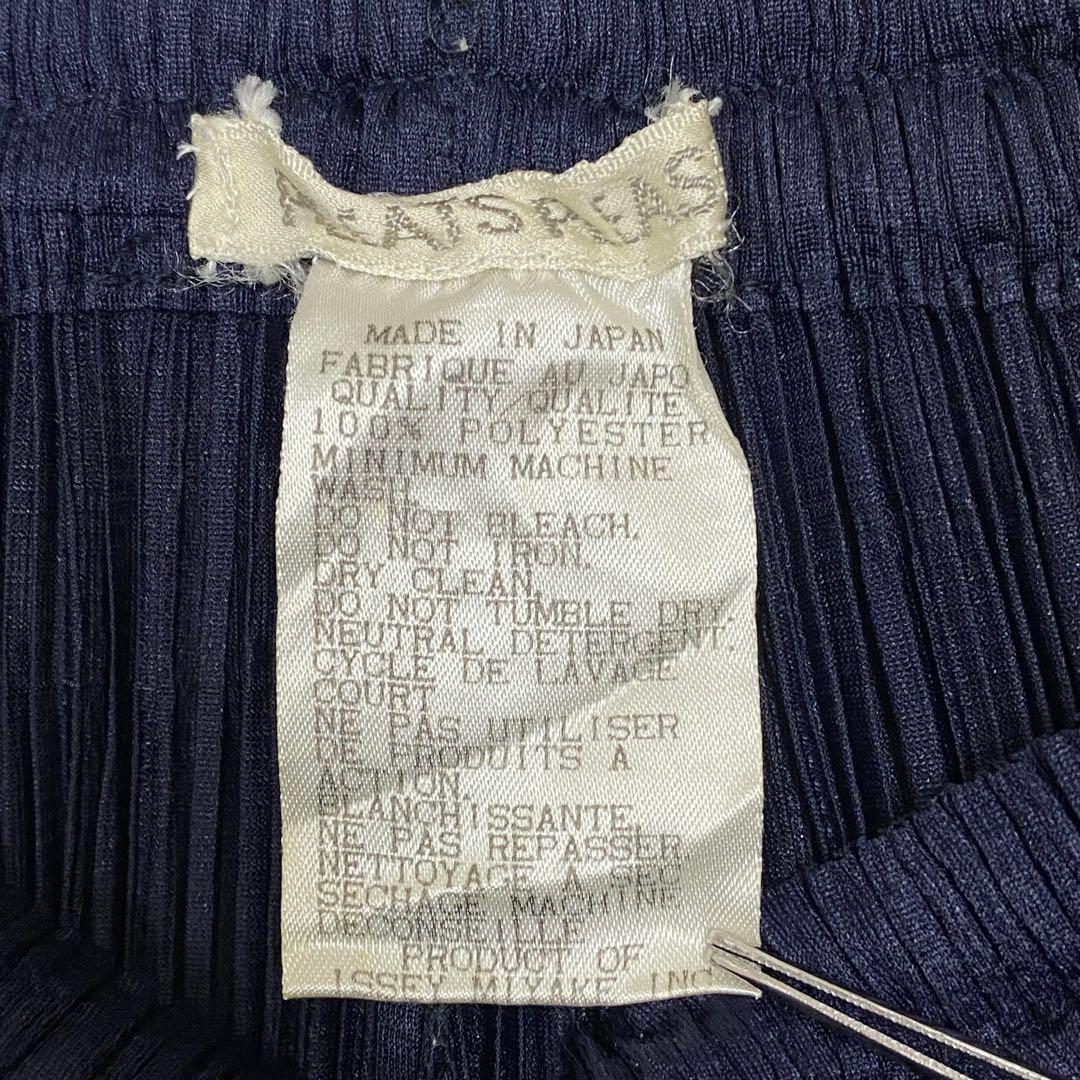 PLEATS PLEAS
MADE IN JAPAN
FABRIQUE AU JAPO
QUALITY/QUALITE
100% POLYESTER
MINIMUM MACHINE
WASH.
DO NOT BLEACH.
DO NOT IRON.
DRY CLEAN.
DO NOT TUMBLE DRY.
NEUTRAL DETERGENT.
CYCLE DE LAVAGE
COURT
NE PAS UTILISER
DE PRODUITS A
ACTION
BLANCHISSANTE
NE PAS REPASSER
NETTOYAGE A SEC
SECHAGE MACHINE
DECONSEILLE
PRODUCT OF
ISSEY MIYAKE INC